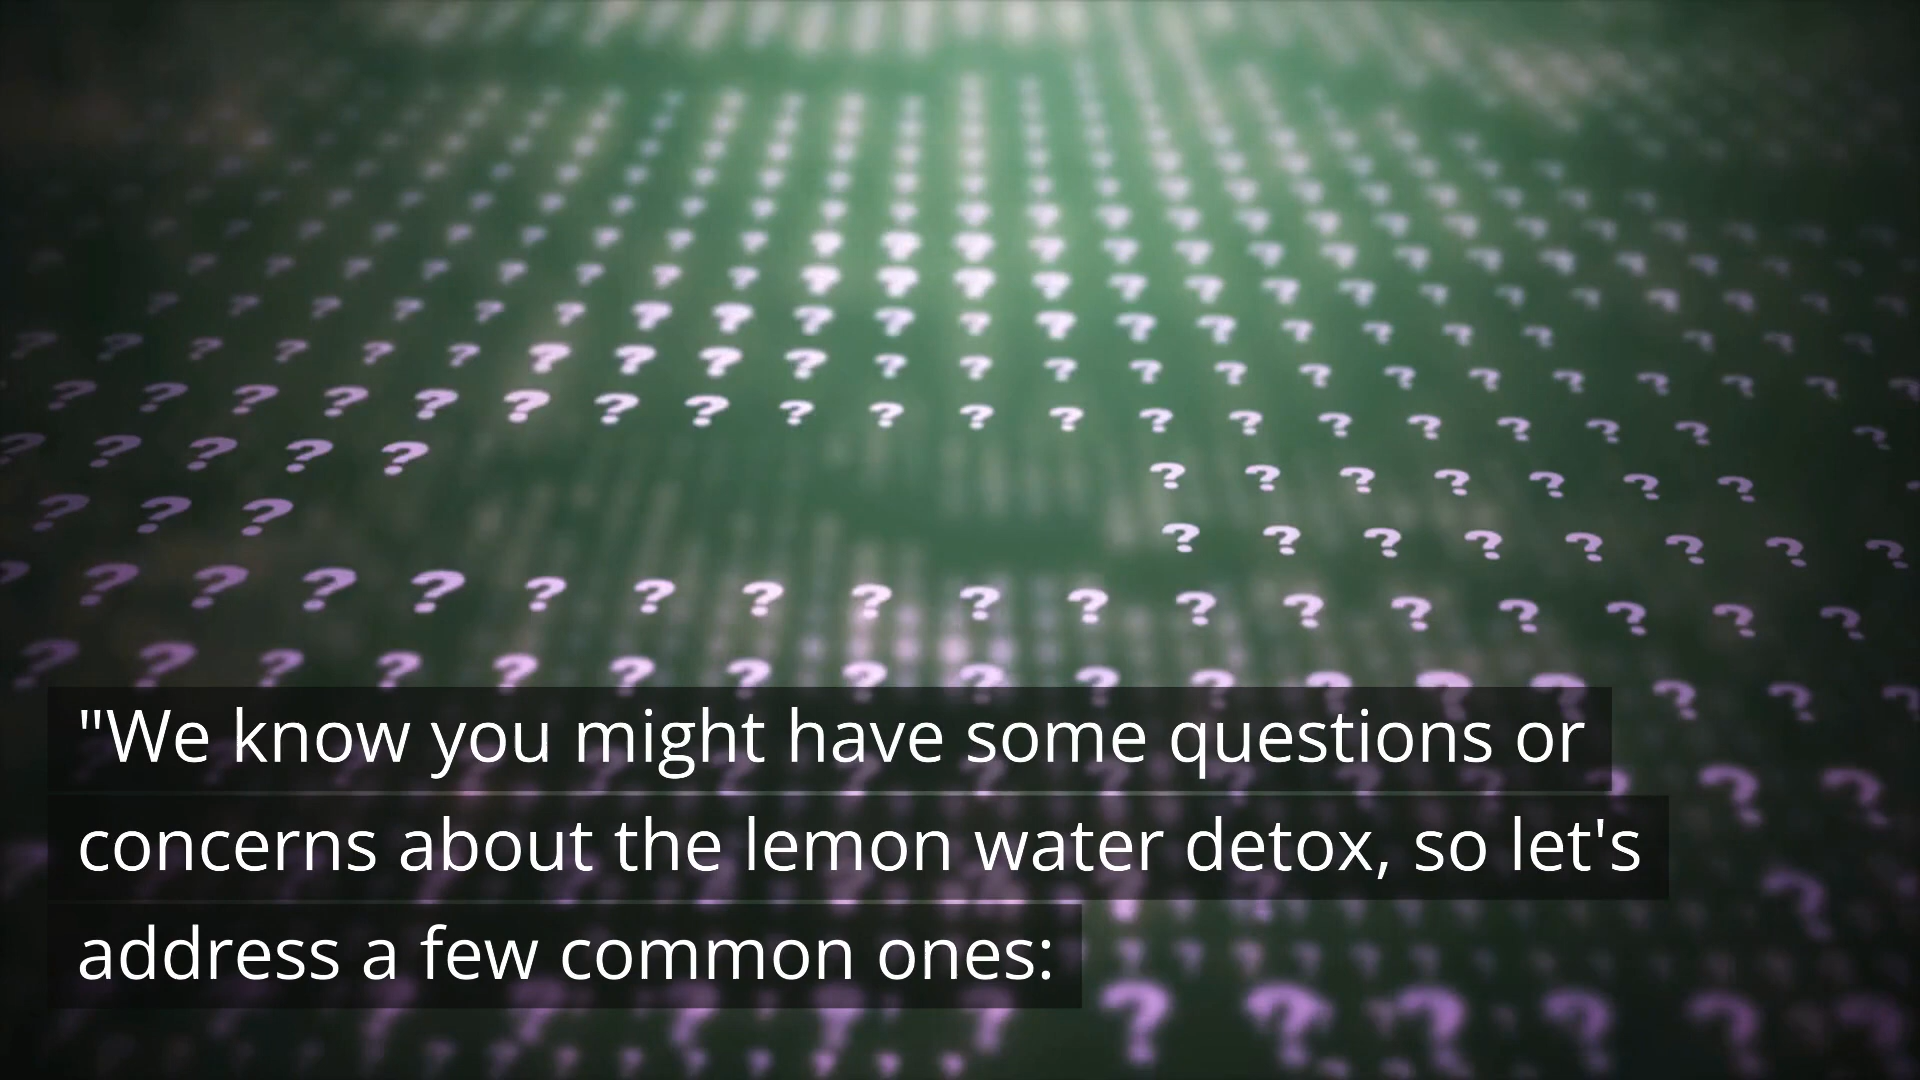 "We know you might have some questions or
concerns about the lemon water detox, so let's
address a few common ones: